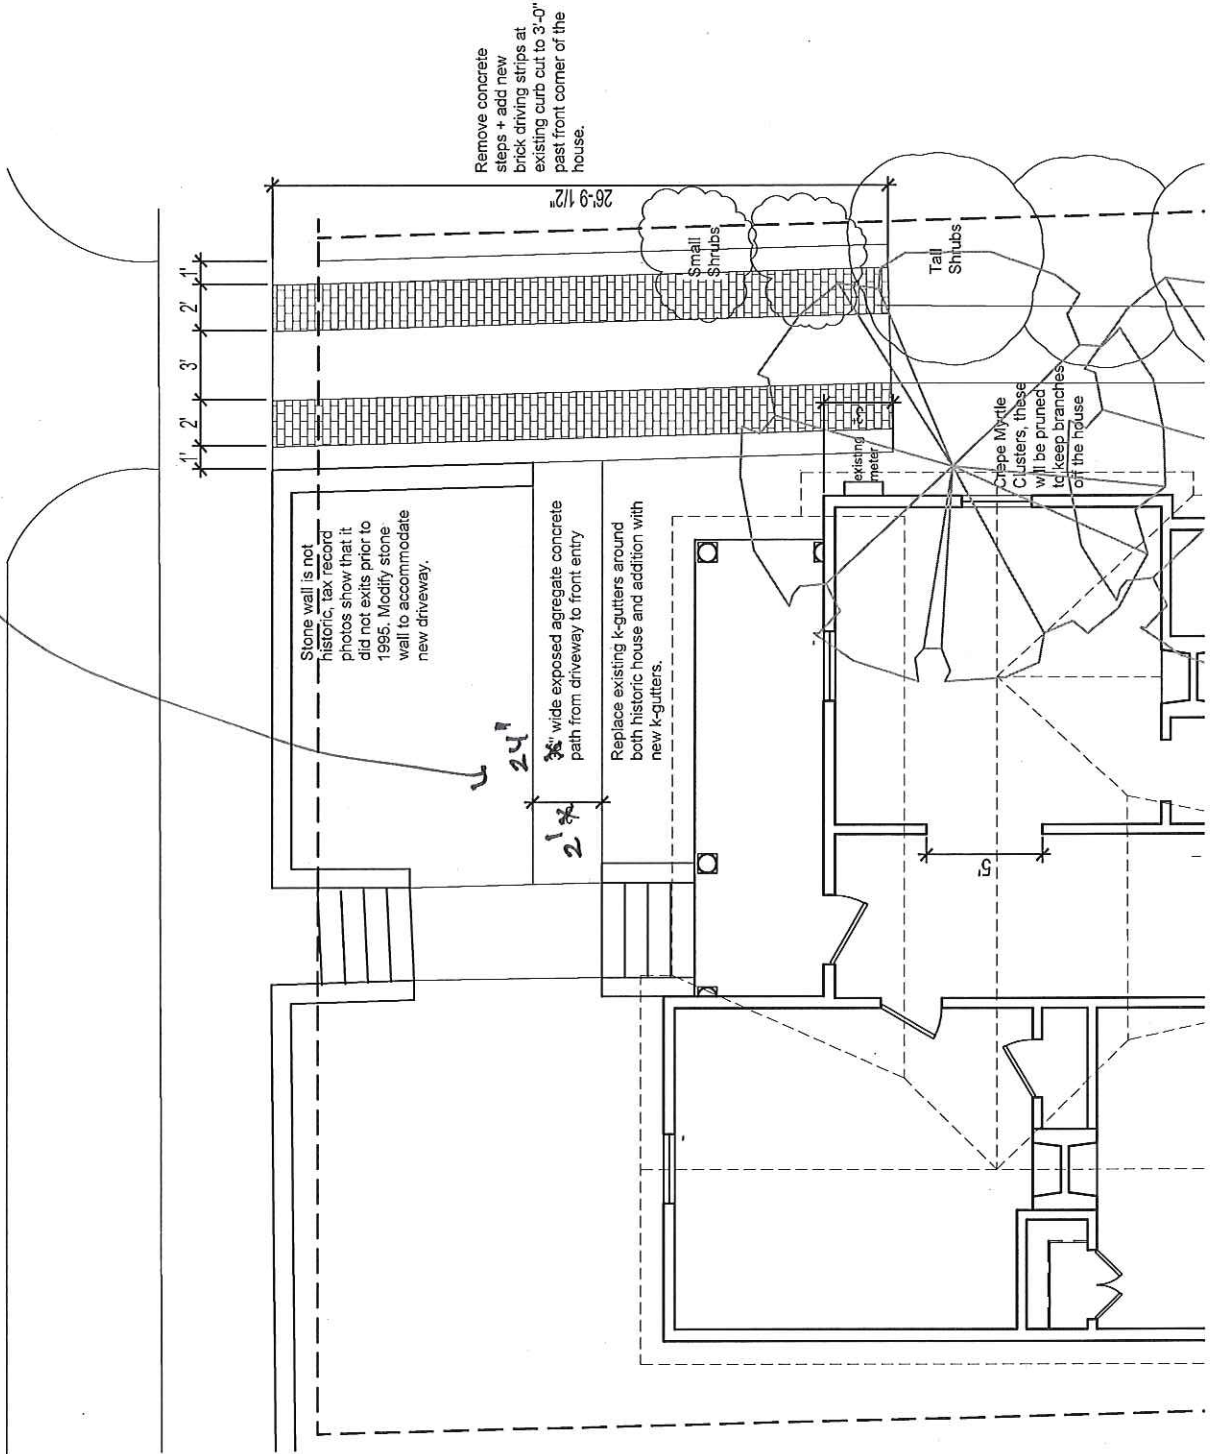 Remove concrete
steps + add new
brick driving strips at
existing curb cut to 3'-0"
past front corner of the
house.
26'-9 1/2"
1'
2'
3'
2'
1'
Small
Shrubs
Tall
Shrubs
existing
meter
Crepe Myrtle
Clusters, these
will be pruned
to keep branches
off the house
Stone wall is not
historic, tax record
photos show that it
did not exits prior to
1995. Modify stone
wall to accommodate
new driveway.
24"
wide exposed agregate concrete
path from driveway to front entry
2'
Replace existing k-gutters around
both historic house and addition with
new k-gutters.
5'